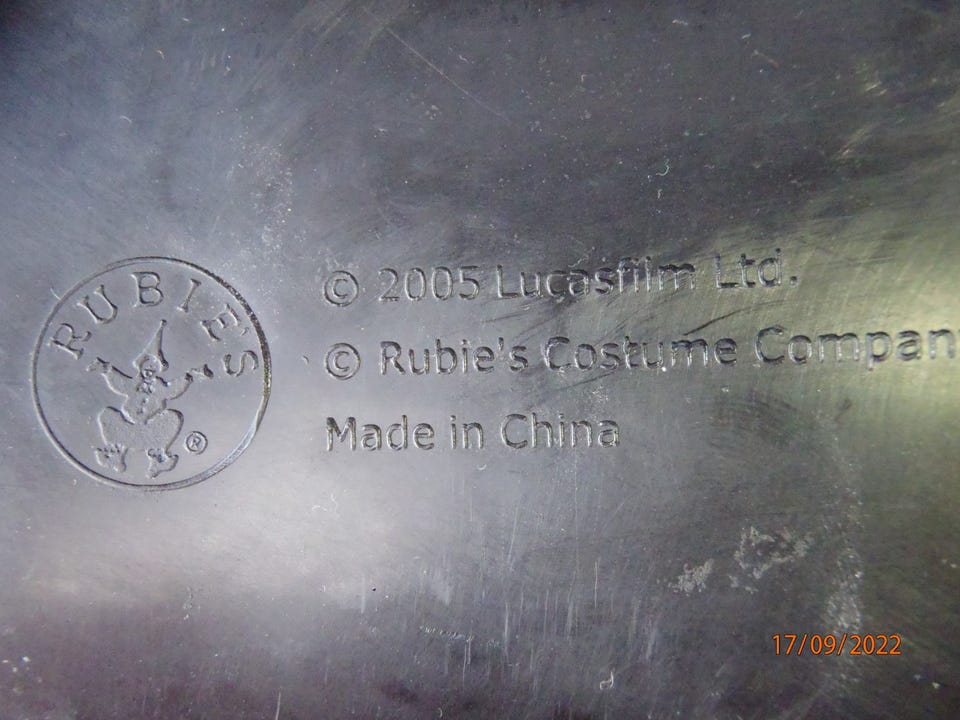 RUBIE'S
®
© 2005 Lucasfilm Ltd.
© Rubie's Costume Compan
Made in China
17/09/2022